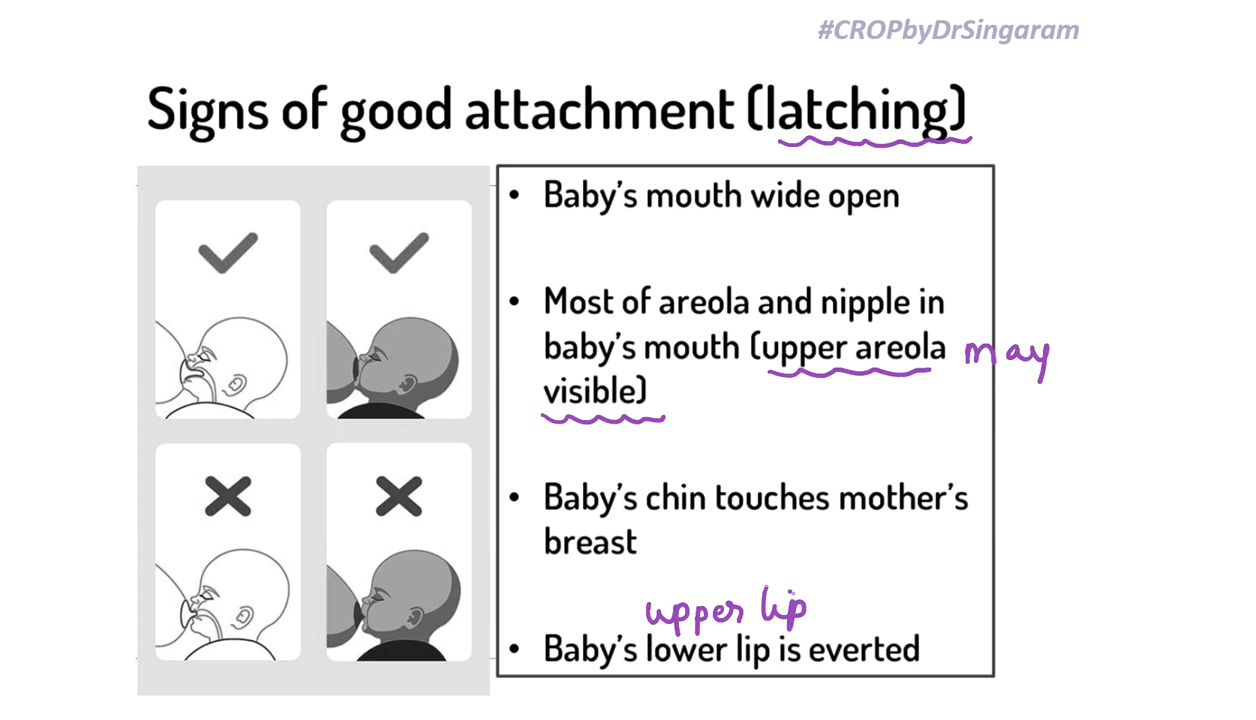 #CROPbyDrSingaram
Signs of good attachment (latching)
• Baby's mouth wide open
• Most of areola and nipple in
baby's mouth (upper areola may
visible)
• Baby's chin touches mother's
breast
upper lip
• Baby's lower lip is everted